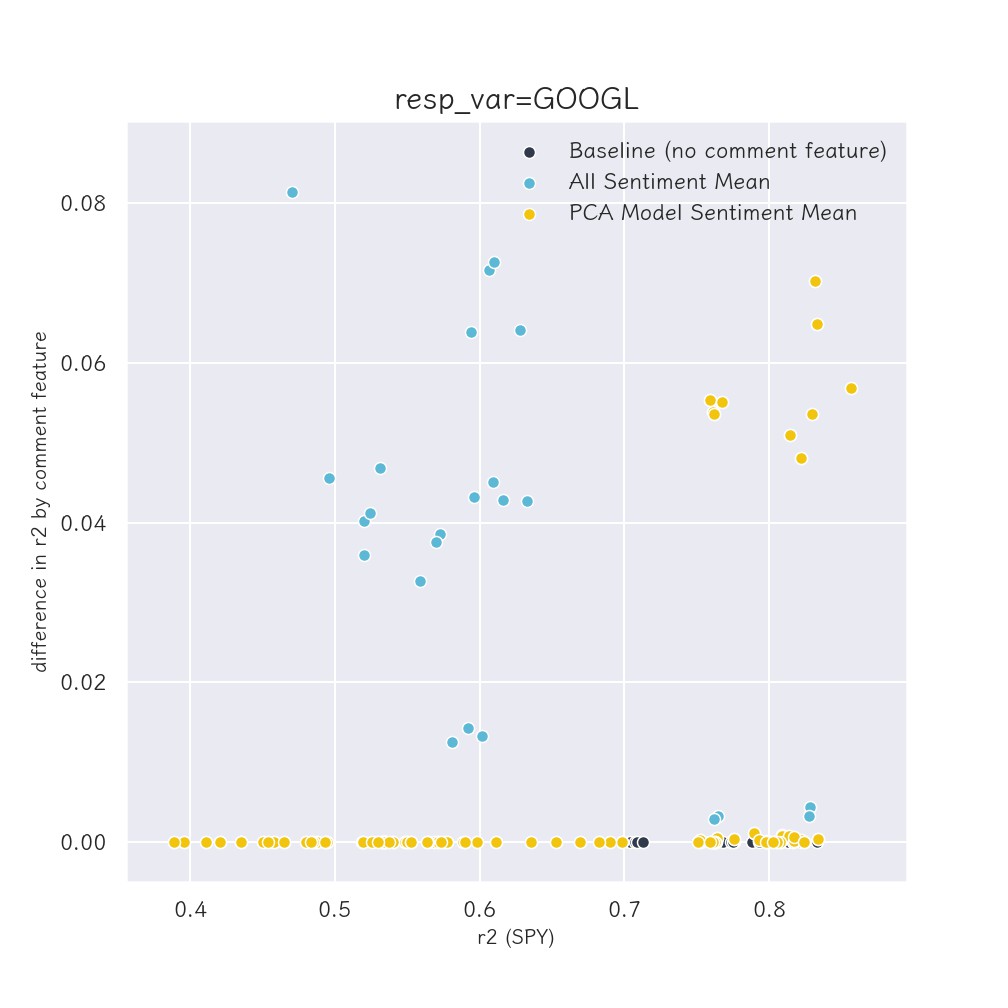 resp_var=GOOGL
Baseline (no comment feature)
All Sentiment Mean
PCA Model Sentiment Mean
difference in r2 by comment feature
0.08
0.06
0.04
0.02
0.00
0.4 0.5 0.6 0.7 0.8
r2 (SPY)